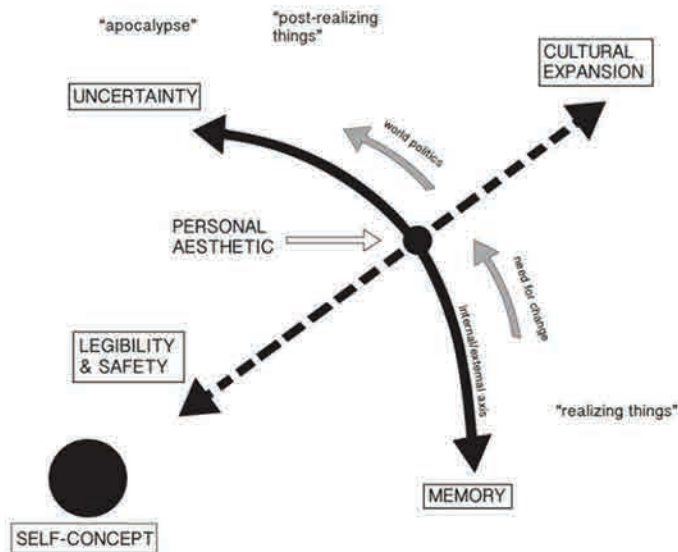 "apocalypse"
"post-realizing
things"
CULTURAL
EXPANSION
UNCERTAINTY
world politics
PERSONAL
AESTHETIC
need for change
LEGIBILITY
& SAFETY
internal/external axis
"realizing things"
MEMORY
SELF-CONCEPT